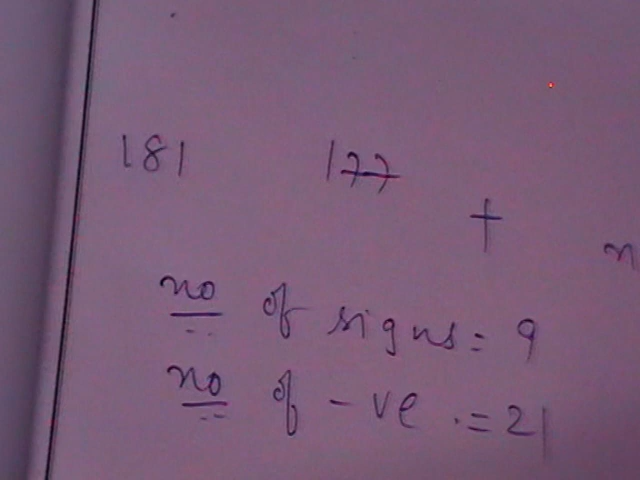 181 177
+
n
no of signs = 9
no of -ve . = 21